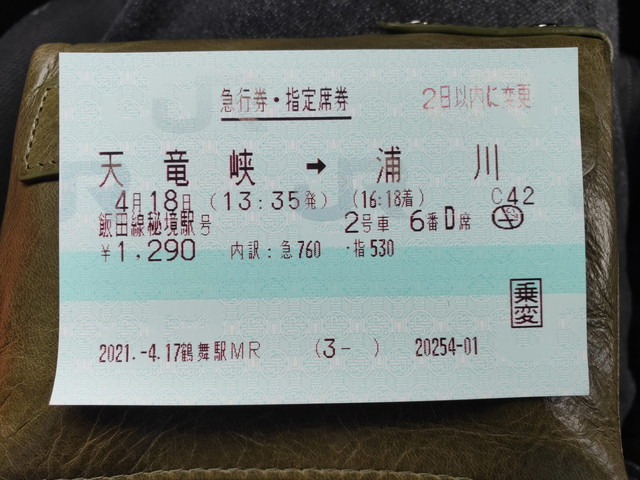 急行券・指定席券 2日以内に変更
天竜峡 → 浦川
4月18日 (13:35発) (16:18着) C42
飯田線秘境駅号 2号車 6番D席
¥1,290 内訳:急760 ・指530
乗変
2021.-4.17鶴舞駅MR (3- ) 20254-01